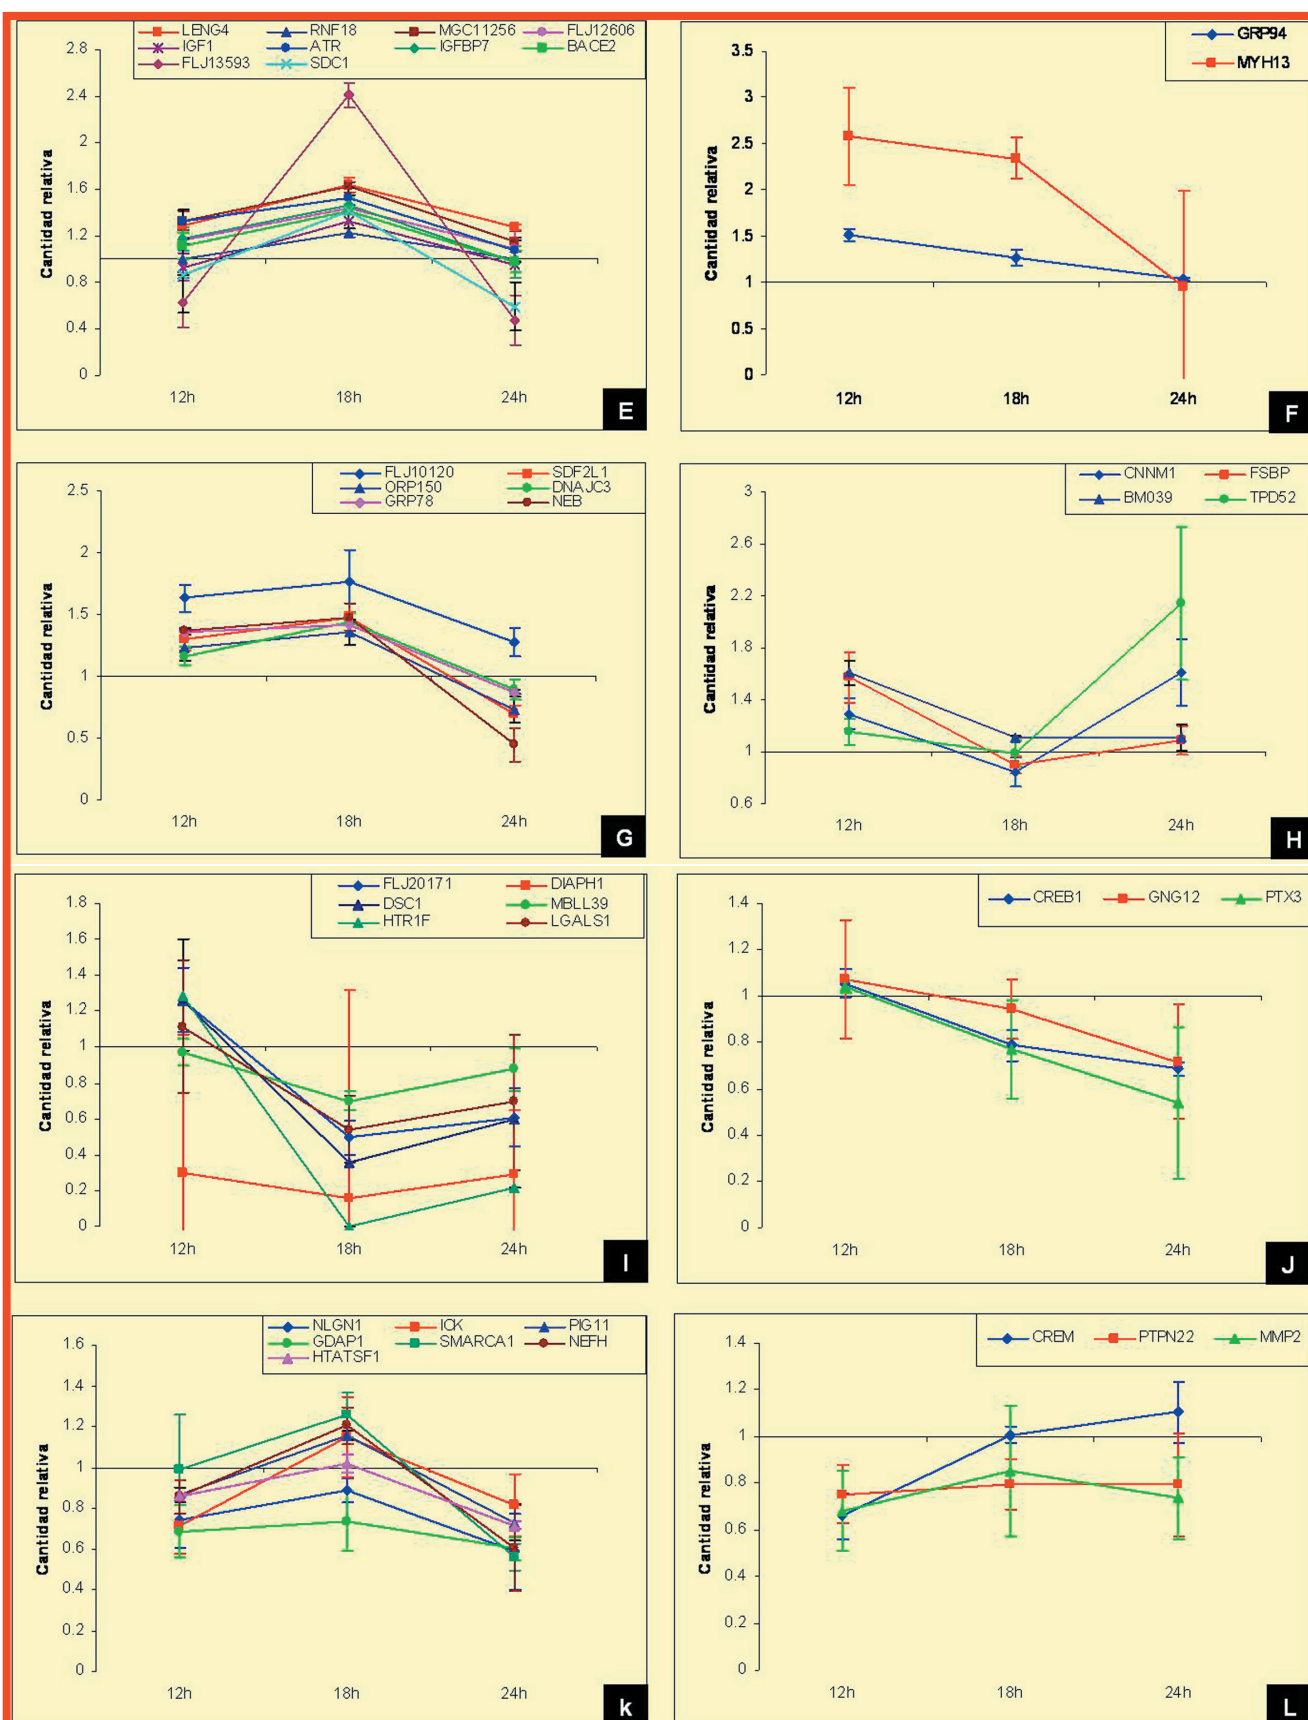 LENG4 RNF18 MGC11256 FLJ12606
IGF1 ATR IGFBP7 BACE2
FLJ13593 SDC1
Cantidad relativa
2.8
2.4
2
1.6
1.2
0.8
0.4
0
12h 18h 24h
E
GRP94
MYH13
Cantidad relativa
3.5
3
2.5
2
1.5
1
0.5
0
12h 18h 24h
F
FLJ10120 SDF2L1
ORP150 DNAJC3
GRP78 NEB
Cantidad relativa
2.5
2
1.5
1
0.5
0
12h 18h 24h
G
CNNM1 FSBP
BM039 TPD52
Cantidad relativa
3
2.6
2.2
1.8
1.4
1
0.6
12h 18h 24h
H
FLJ20171 DIAPH1
DSC1 MBLL39
HTR1F LGALS1
Cantidad relativa
1.8
1.6
1.4
1.2
1
0.8
0.6
0.4
0.2
0
12h 18h 24h
I
CREB1 GNG12 PTX3
Cantidad relativa
1.4
1.2
1
0.8
0.6
0.4
0.2
0
12h 18h 24h
J
NLGN1 ICK PIG11
GDAP1 SMARCA1 NEFH
HTATSF1
Cantidad relativa
1.6
1.4
1.2
1
0.8
0.6
0.4
0.2
0
12h 18h 24h
k
CREM PTPN22 MMP2
Cantidad relativa
1.4
1.2
1
0.8
0.6
0.4
0.2
0
12h 18h 24h
L